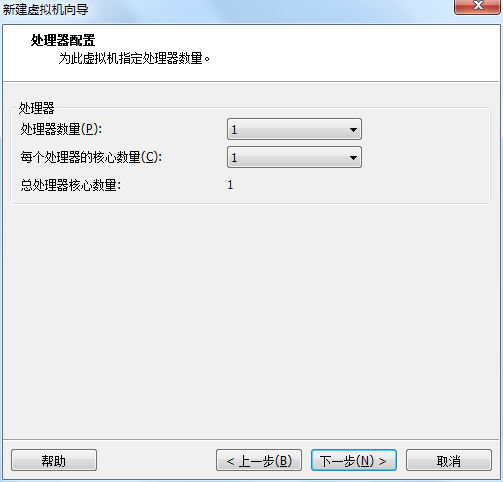 新建虚拟机向导
处理器配置
为此虚拟机指定处理器数量。
处理器
处理器数量(P): 1
每个处理器的核心数量(C): 1
总处理器核心数量: 1
帮助 < 上一步(B) 下一步(N) > 取消